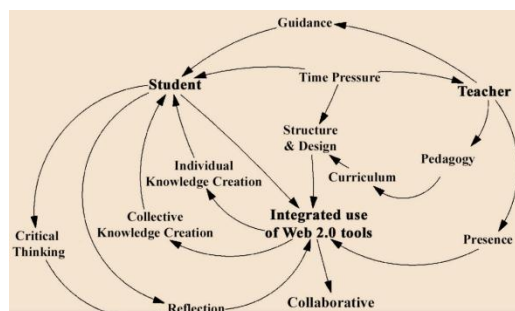 Guidance
Student
Time Pressure
Teacher
Structure
& Design
Pedagogy
Individual
Knowledge Creation
Curriculum
Collective
Knowledge Creation
Integrated use
of Web 2.0 tools
Critical
Thinking
Presence
Reflection
Collaborative